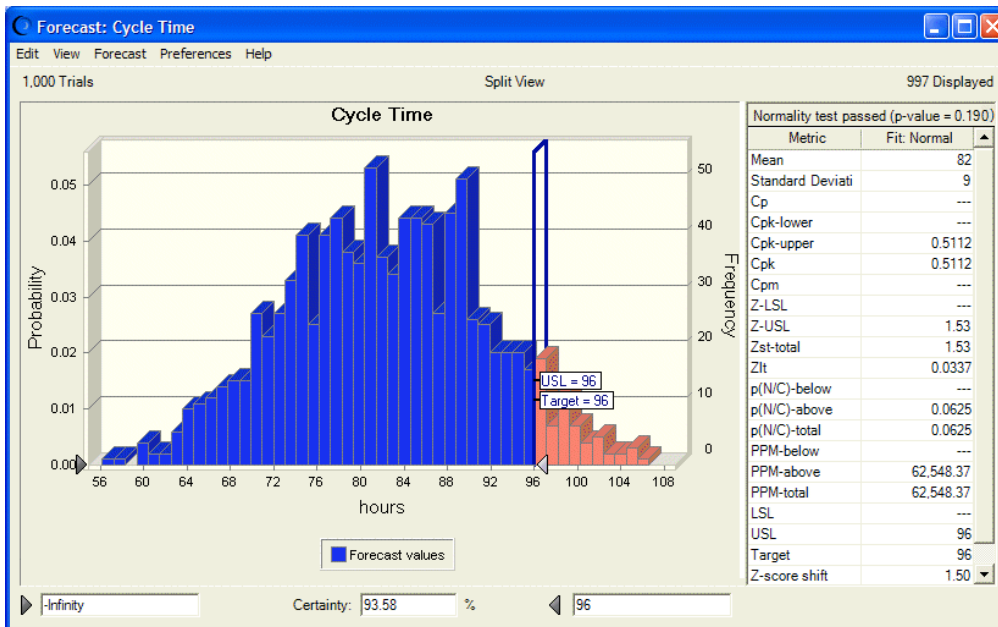 Forecast: Cycle Time
Edit View Forecast Preferences Help
1,000 Trials Split View 997 Displayed
Cycle Time
Probability
0.05
0.04
0.03
0.02
0.01
0.00
50
40
30
20
10
0
Frequency
USL = 96
Target = 96
56 60 64 68 72 76 80 84 88 92 96 100 104 108
hours
Forecast values
Normality test passed (p-value = 0.190)
Metric Fit: Normal
Mean 82
Standard Deviati 9
Cp ---
Cpk-lower ---
Cpk-upper 0.5112
Cpk 0.5112
Cpm ---
Z-LSL ---
Z-USL 1.53
Zst-total 1.53
Zlt 0.0337
p(N/C)-below ---
p(N/C)-above 0.0625
p(N/C)-total 0.0625
PPM-below ---
PPM-above 62,548.37
PPM-total 62,548.37
LSL ---
USL 96
Target 96
Z-score shift 1.50
-Infinity Certainty: 93.58 % 96